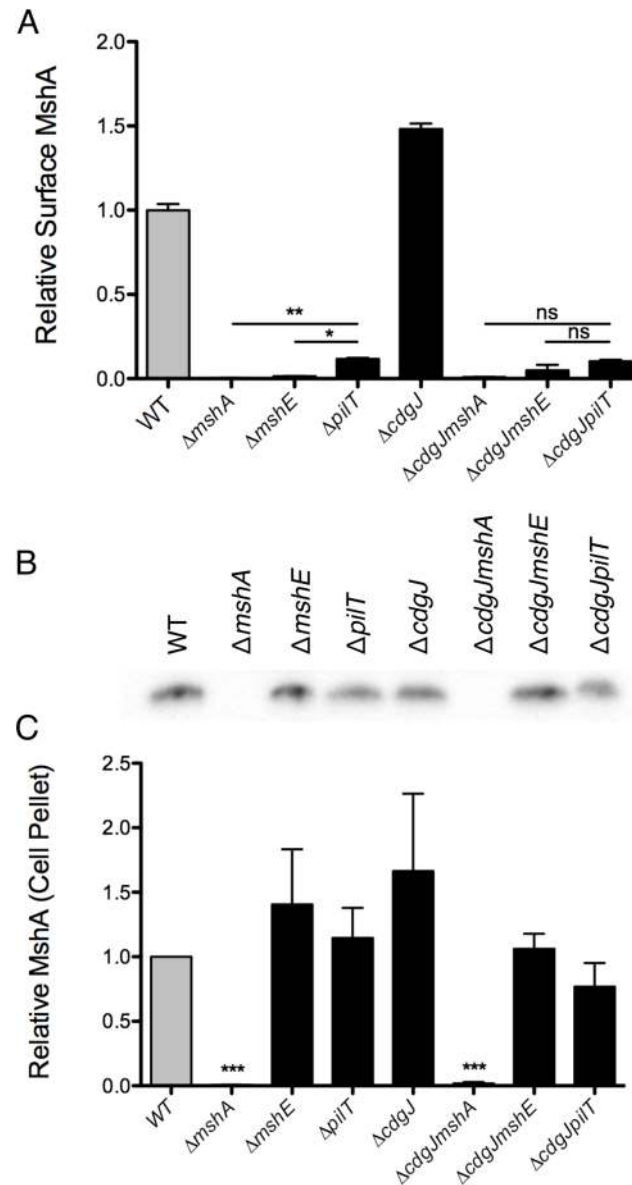 A
Relative Surface MshA
2.0
1.5
1.0
0.5
0.0
**
*
ns
ns
WT
ΔmshA
ΔmshE
ΔpilT
ΔcdgJ
ΔcdgJmshA
ΔcdgJmshE
ΔcdgJpilT
B
WT
ΔmshA
ΔmshE
ΔpilT
ΔcdgJ
ΔcdgJmshA
ΔcdgJmshE
ΔcdgJpilT
C
Relative MshA (Cell Pellet)
2.5
2.0
1.5
1.0
0.5
0.0
***
***
WT
ΔmshA
ΔmshE
ΔpilT
ΔcdgJ
ΔcdgJmshA
ΔcdgJmshE
ΔcdgJpilT